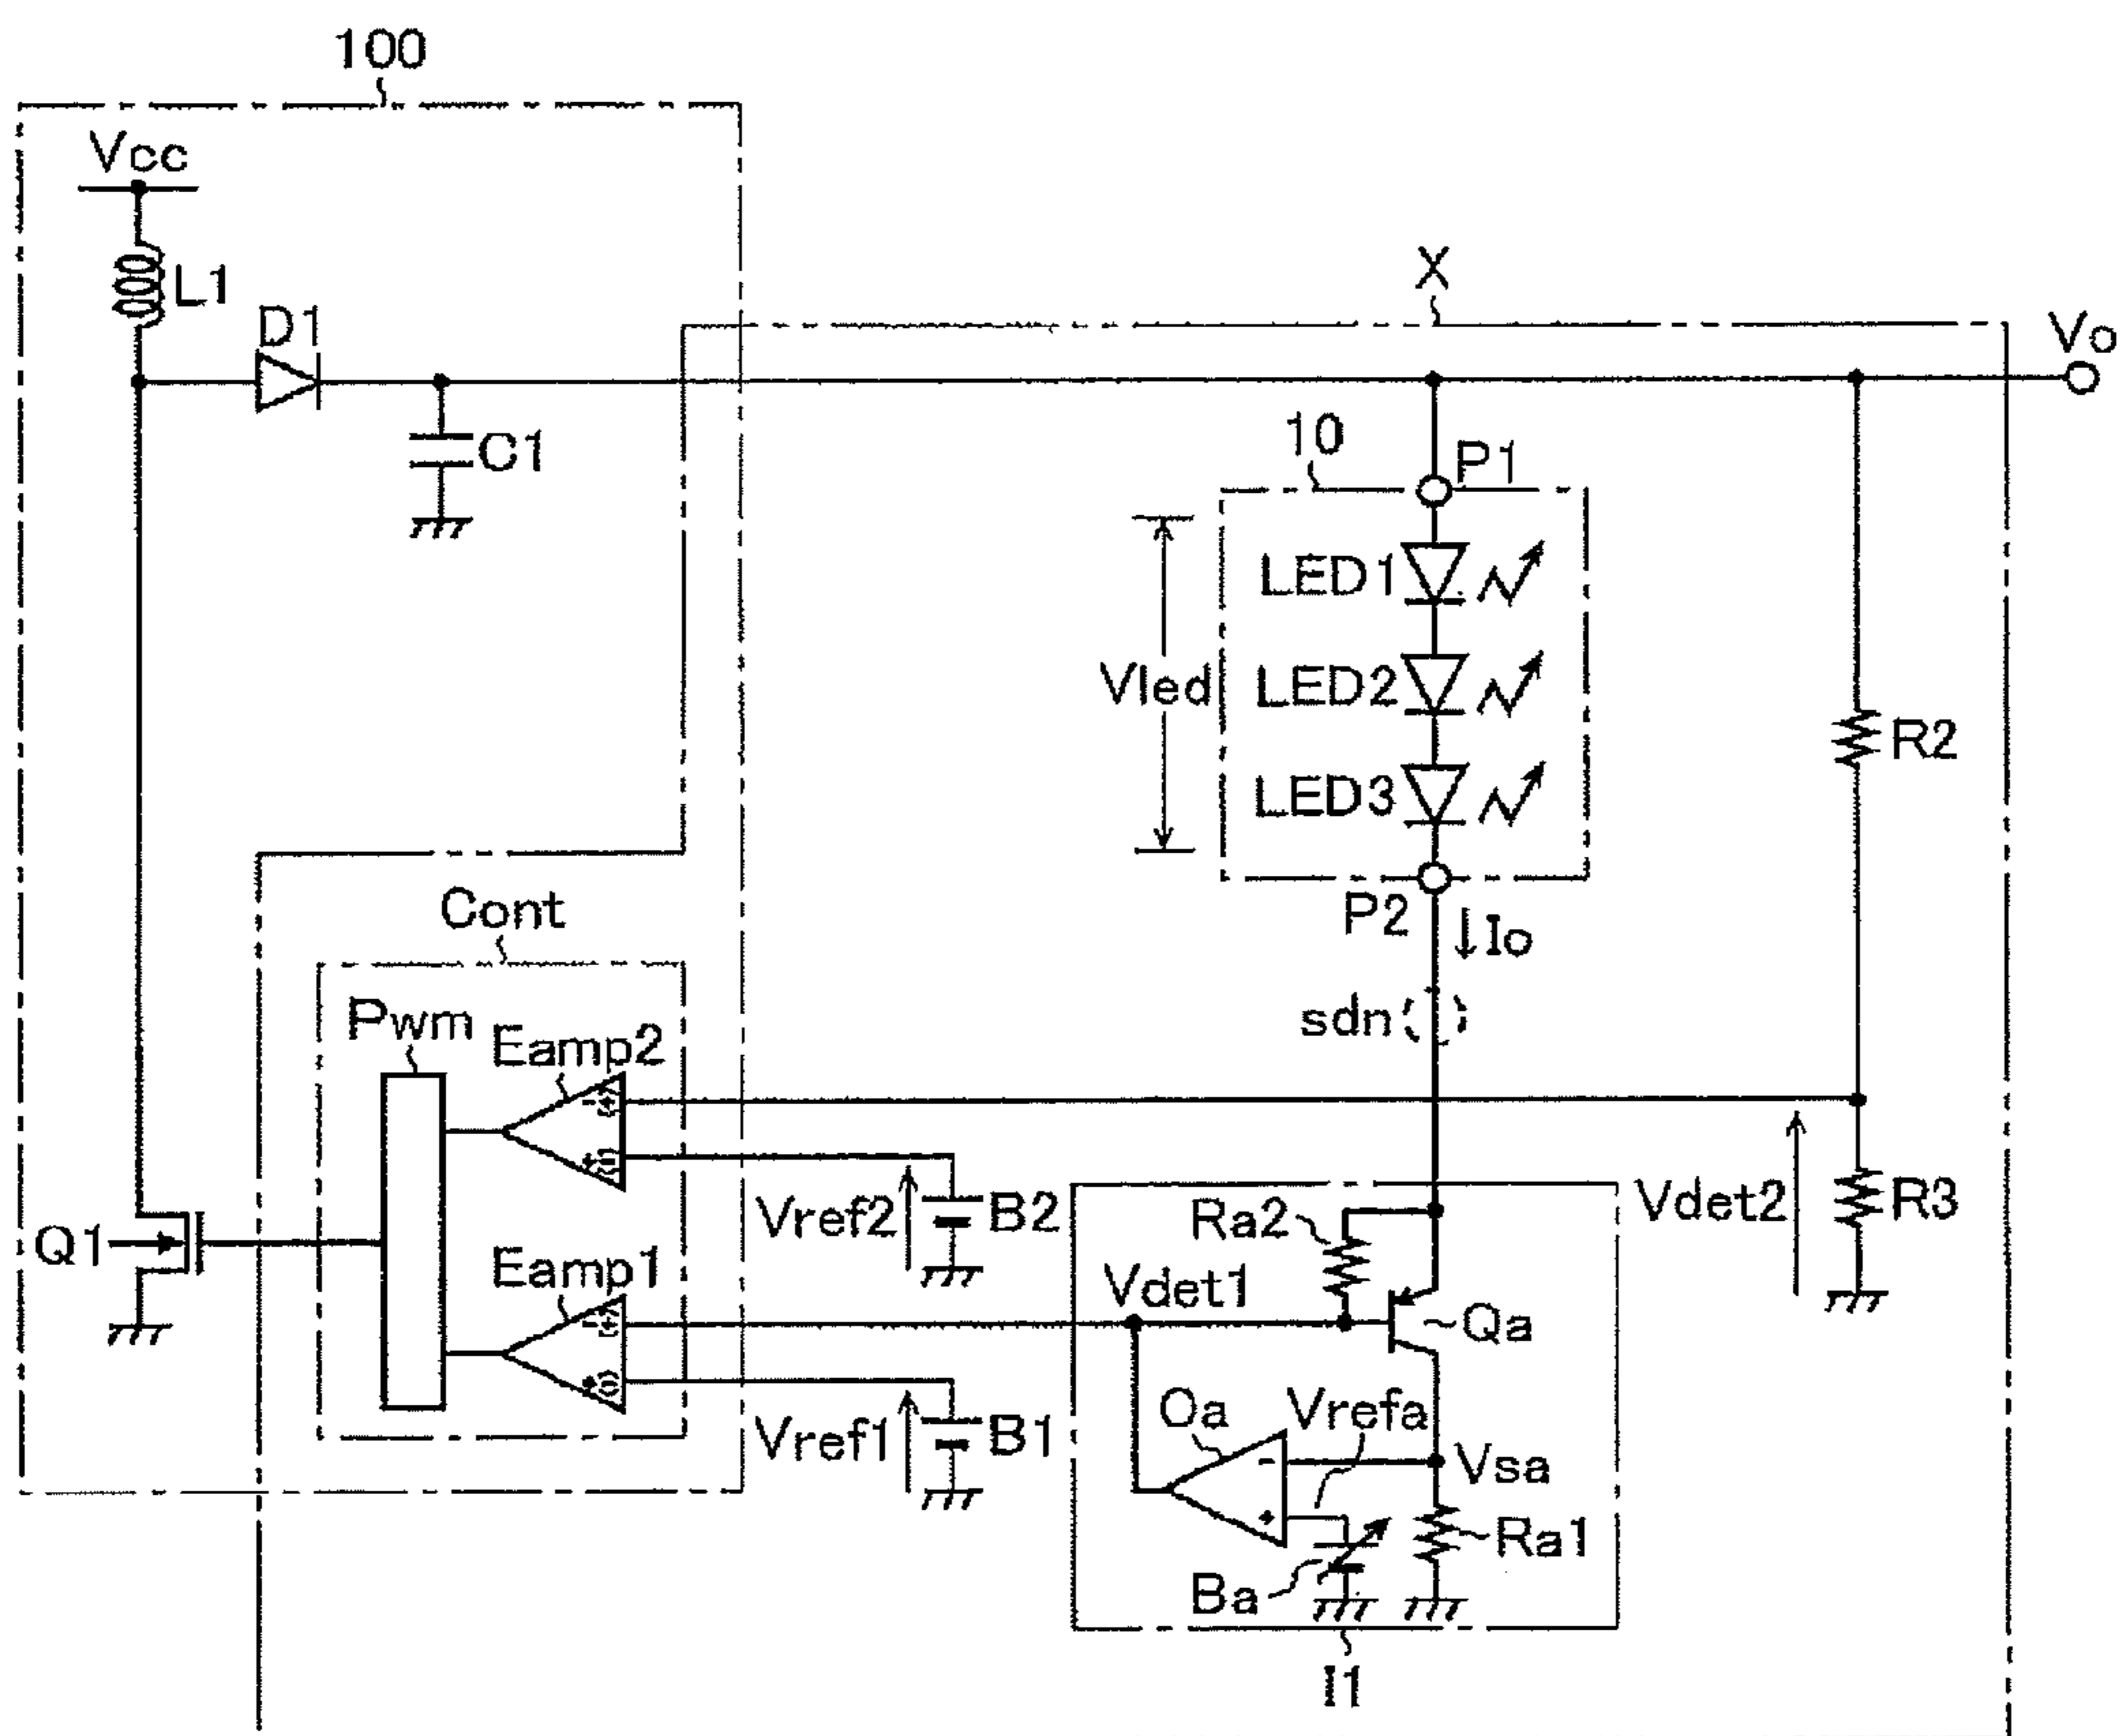 100
Vcc
L1
D1
C1
X
Vo
10
P1
LED1
Vled
LED2
LED3
R2
P2
Io
Cont
sdn
Pwm
Eamp2
Vref2
B2
Ra2
Vdet2
R3
Q1
Eamp1
Vdet1
Qa
Vref1
B1
Oa
Vrefa
-
Vsa
+
Ra1
Ba
I1